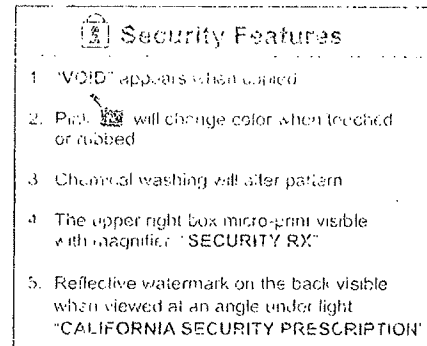 Security Features
1. "VOID" appears when copied
2. Pink will change color when touched
or rubbed
3. Chemical washing will alter pattern
4. The upper right box micro-print visible
with magnifier "SECURITY RX"
5. Reflective watermark on the back visible
when viewed at an angle under light
"CALIFORNIA SECURITY PRESCRIPTION"